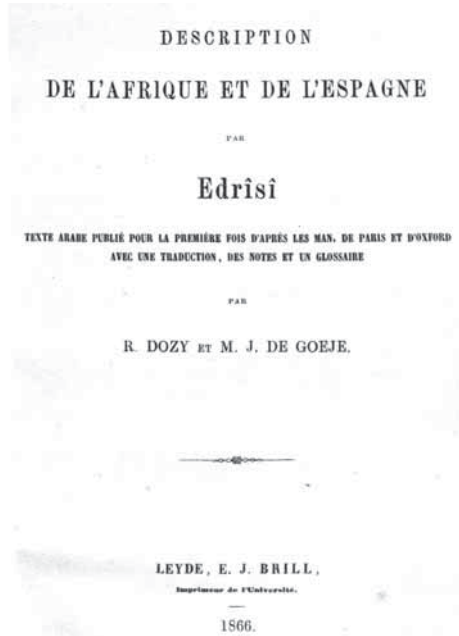 DESCRIPTION
DE L'AFRIQUE ET DE L'ESPAGNE
PAR
Edrîsî
TEXTE ARABE PUBLIÉ POUR LA PREMIÈRE FOIS D'APRÈS LES MAN. DE PARIS ET D'OXFORD
AVEC UNE TRADUCTION, DES NOTES ET UN GLOSSAIRE
PAR
R. DOZY ET M. J. DE GOEJE.
LEYDE, E. J. BRILL,
Imprimeur de l'Université.
1866.